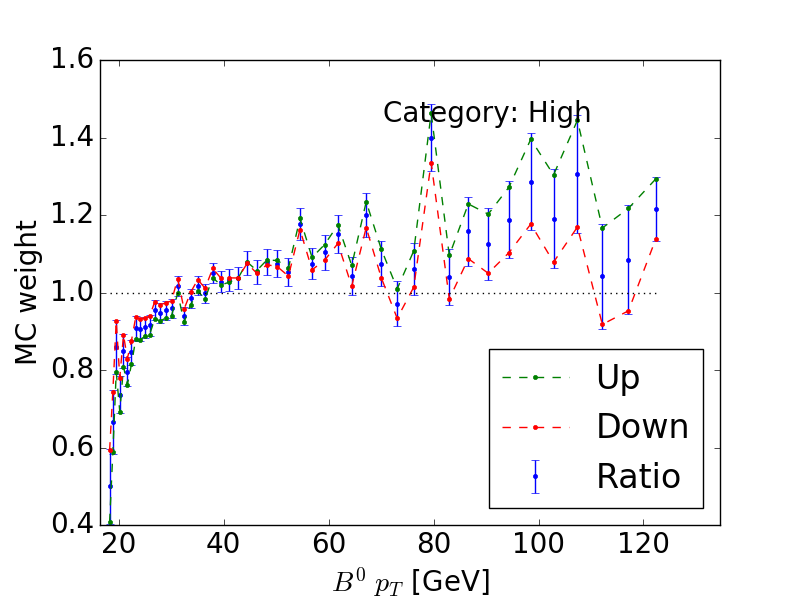 Category: High
MC weight
1.6
1.4
1.2
1.0
0.8
0.6
0.4
20 40 60 80 100 120
B⁰ p_T [GeV]
Up
Down
Ratio